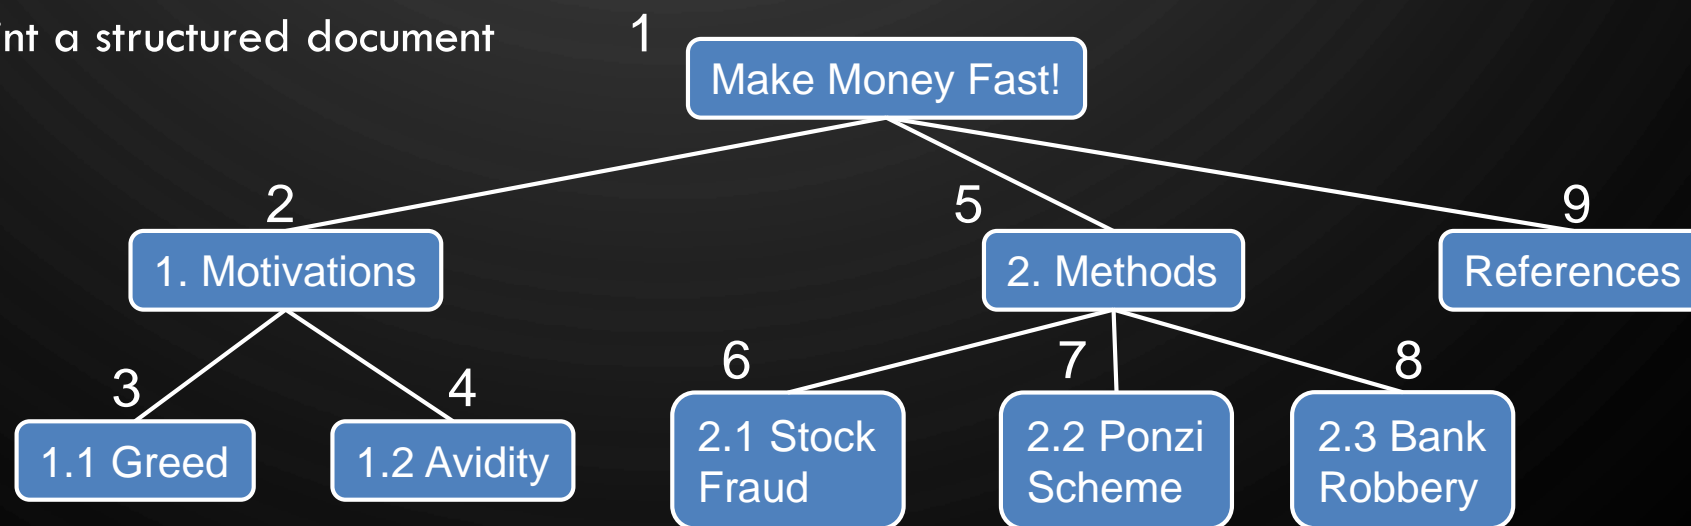 nt a structured document
1
Make Money Fast!
2
5
9
1. Motivations
2. Methods
References
3
4
6
7
8
1.1 Greed
1.2 Avidity
2.1 Stock
Fraud
2.2 Ponzi
Scheme
2.3 Bank
Robbery